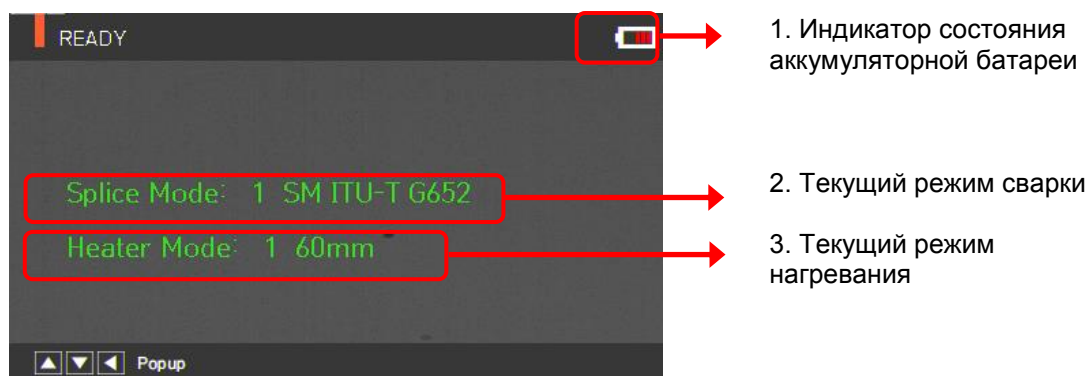 READY
1. Индикатор состояния
аккумуляторной батареи
Splice Mode: 1 SM ITU-T G652
2. Текущий режим сварки
Heater Mode: 1 60mm
3. Текущий режим
нагревания
Popup